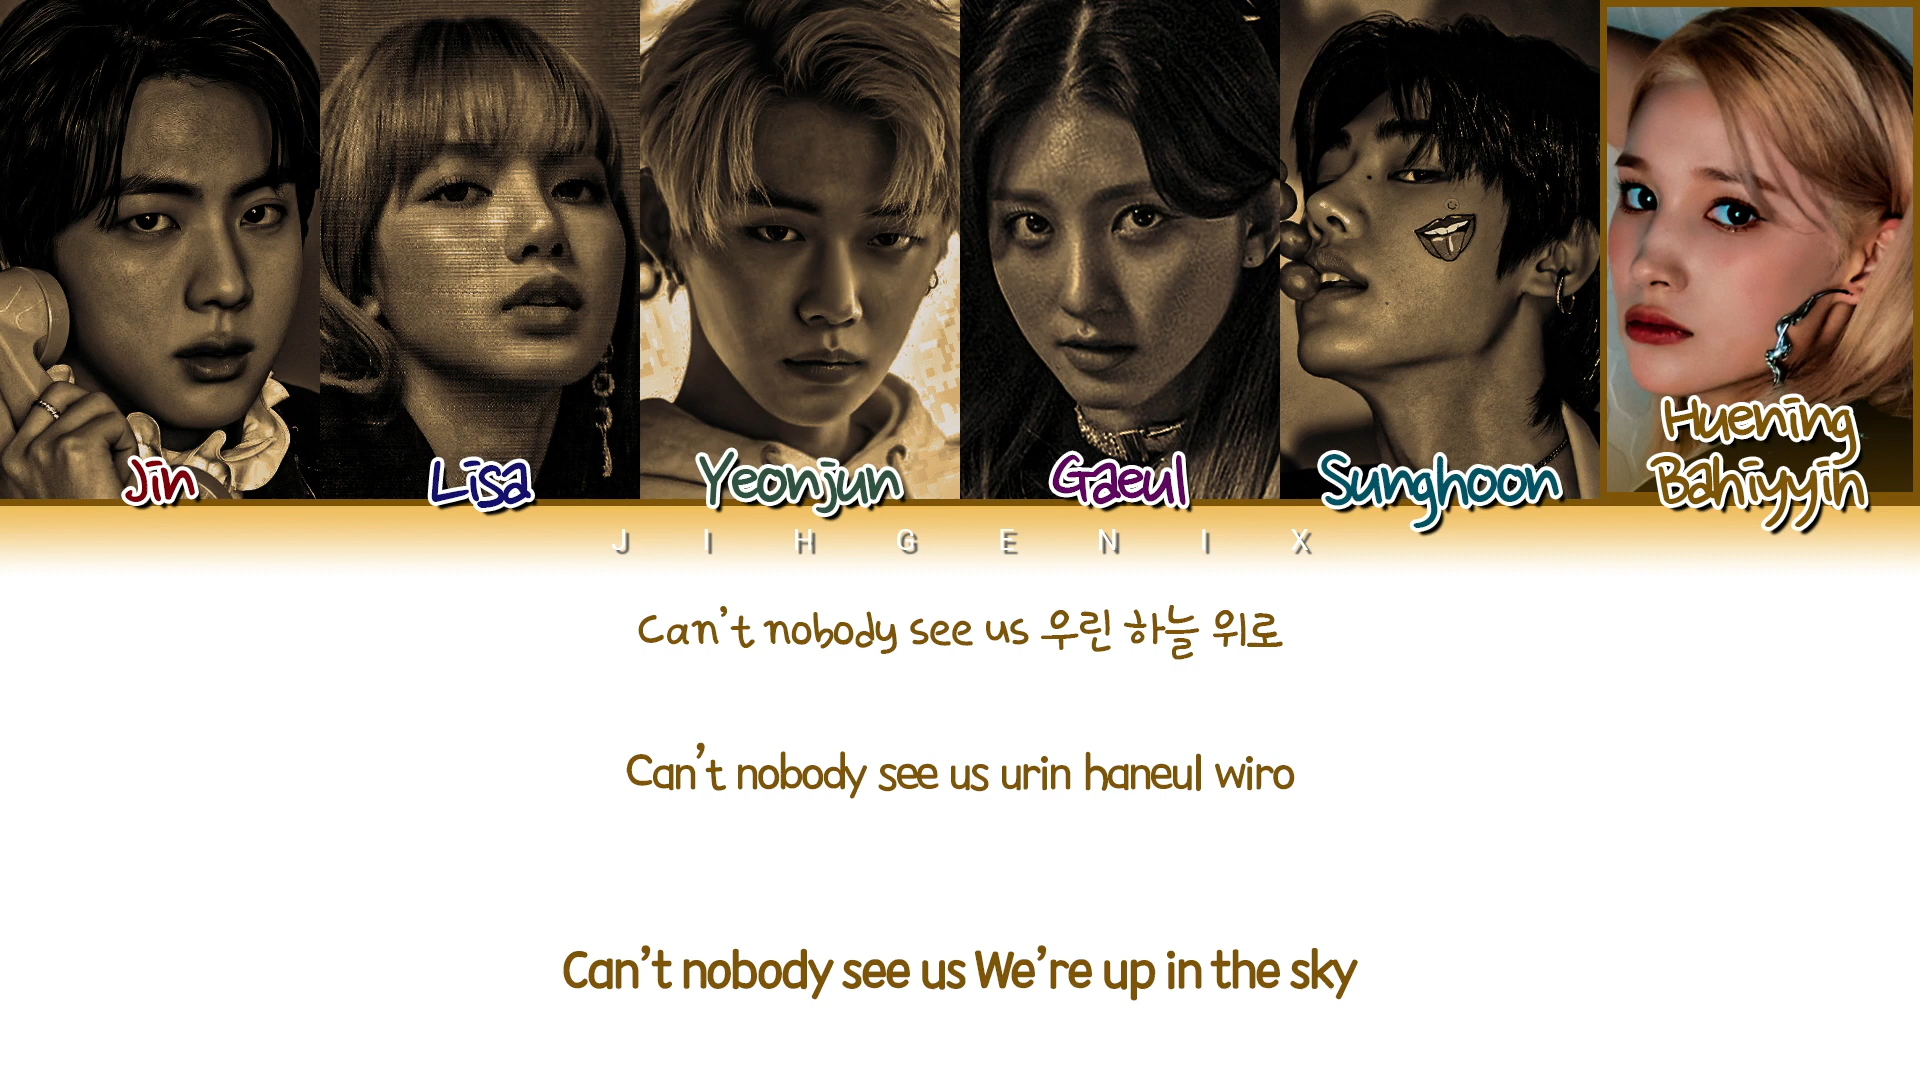 Jin
Lisa
Yeonjun
Gaeul
Sunghoon
Huening
Bahiyyih
JIHGENIX
Can't nobody see us 우린 하늘 위로
Can't nobody see us urin haneul wiro
Can't nobody see us We're up in the sky